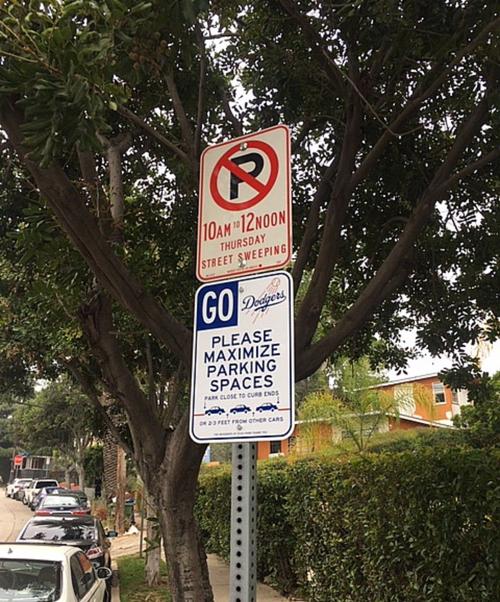 P
10AM TO 12NOON
THURSDAY
STREET SWEEPING
GO Dodgers
PLEASE
MAXIMIZE
PARKING
SPACES
PARK CLOSE TO CURB ENDS
OR 2-3 FEET FROM OTHER CARS